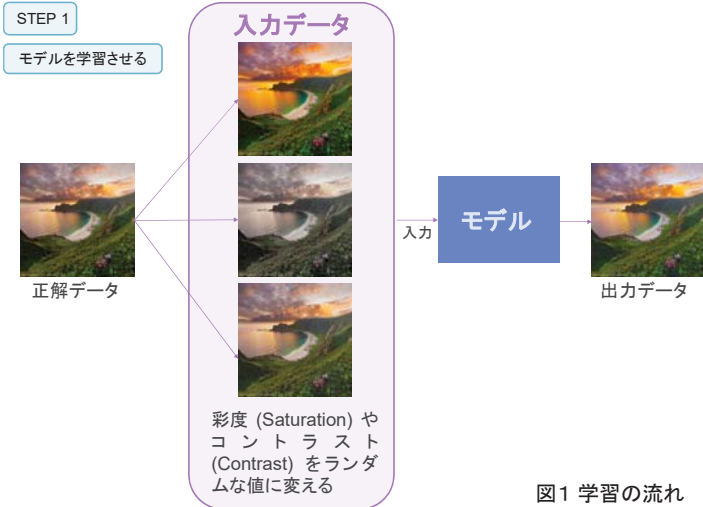 STEP 1
モデルを学習させる
入力データ
正解データ
入力
モデル
出力データ
彩度 (Saturation) や
コントラスト
(Contrast) をランダ
ムな値に変える
図1 学習の流れ